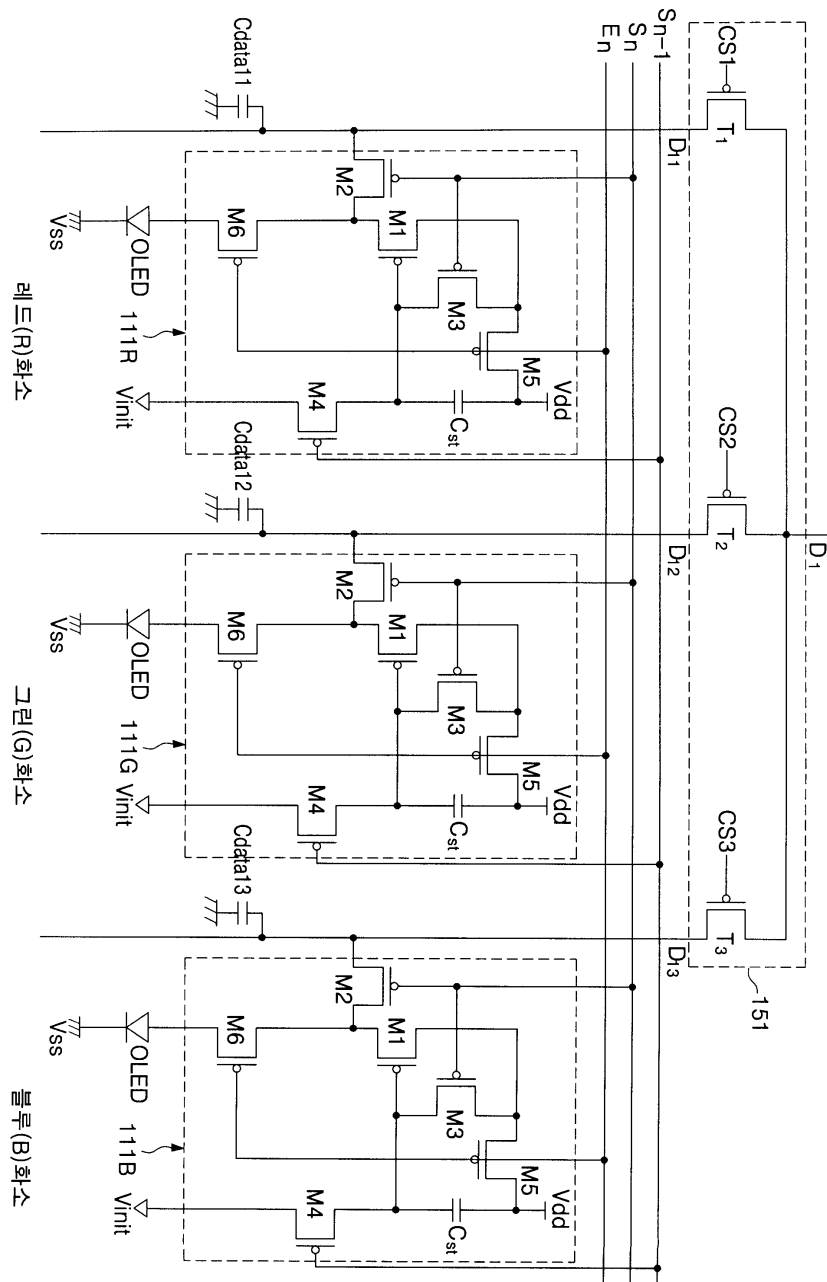 CS1
CS2
CS3
T1
T2
T3
D1
D11
D12
D13
151
Sn-1
Sn
En
Cdata11
M2
M1
M3
M5
Vdd
Cst
M4
M6
OLED
Vss
Vinit
111R
레드(R)화소
Cdata12
M2
M1
M3
M5
Vdd
Cst
M4
M6
OLED
Vss
Vinit
111G
그린(G)화소
Cdata13
M2
M1
M3
M5
Vdd
Cst
M4
M6
OLED
Vss
Vinit
111B
블루(B)화소